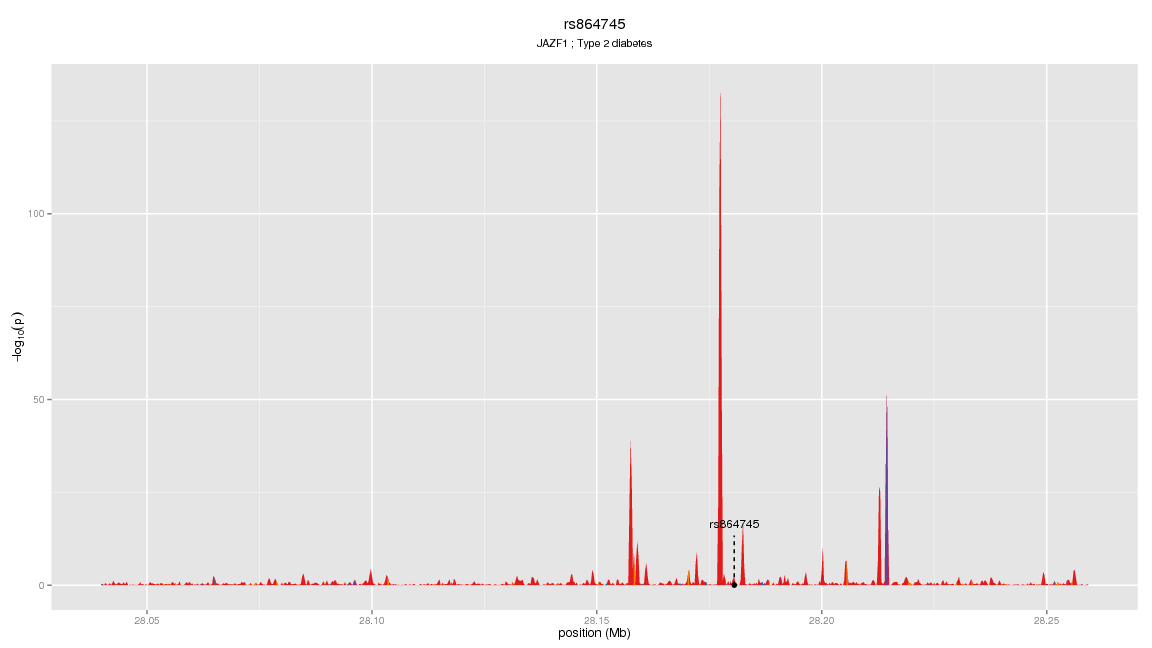 rs864745
JAZF1 ; Type 2 diabetes
−log10(p)
100
50
0
rs864745
28.05
28.10
28.15
28.20
28.25
position (Mb)